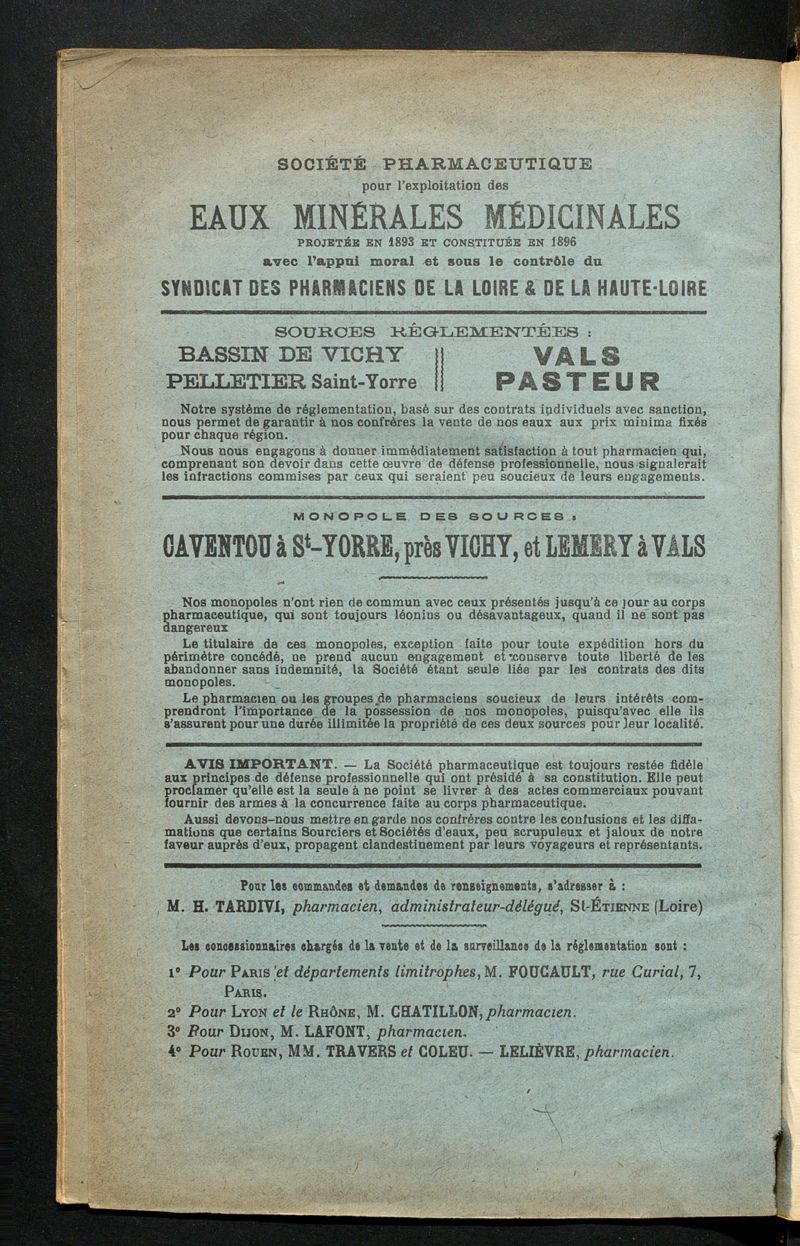 SOCIÉTÉ PHARMACEUTIQUE
pour l'exploitation des
EAUX MINÉRALES MÉDICINALES
PROJETÉE EN 1893 ET CONSTITUÉE EN 1896
avec l'appui moral et sous le contrôle du
SYNDICAT DES PHARMACIENS DE LA LOIRE & DE LA HAUTE-LOIRE
SOURCES RÉGLEMENTÉES :
BASSIN DE VICHY
PELLETIER Saint-Yorre
VALS
PASTEUR
Notre système de réglementation, basé sur des contrats individuels avec sanction,
nous permet de garantir à nos confrères la vente de nos eaux aux prix minima fixés
pour chaque région.
Nous nous engagons à donner immédiatement satisfaction à tout pharmacien qui,
comprenant son devoir dans cette œuvre de défense professionnelle, nous signalerait
les infractions commises par ceux qui seraient peu soucieux de leurs engagements.
MONOPOLE DES SOURCES :
CAVENTOU à St-YORRE, près VICHY, et LEMERY à VALS
Nos monopoles n'ont rien de commun avec ceux présentés jusqu'à ce jour au corps
pharmaceutique, qui sont toujours léonins ou désavantageux, quand il ne sont pas
dangereux
Le titulaire de ces monopoles, exception faite pour toute expédition hors du
périmètre concédé, ne prend aucun engagement et conserve toute liberté de les
abandonner sans indemnité, la Société étant seule liée par les contrats des dits
monopoles.
Le pharmacien ou les groupes de pharmaciens soucieux de leurs intérêts com-
prendront l'importance de la possession de nos monopoles, puisqu'avec elle ils
s'assurent pour une durée illimitée la propriété de ces deux sources pour leur localité.
AVIS IMPORTANT. — La Société pharmaceutique est toujours restée fidèle
aux principes de défense professionnelle qui ont présidé à sa constitution. Elle peut
proclamer qu'elle est la seule à ne point se livrer à des actes commerciaux pouvant
fournir des armes à la concurrence faite au corps pharmaceutique.
Aussi devons-nous mettre en garde nos confrères contre les confusions et les diffa-
mations que certains Sourciers et Sociétés d'eaux, peu scrupuleux et jaloux de notre
faveur auprès d'eux, propagent clandestinement par leurs voyageurs et représentants.
Pour les commandes et demandes de renseignements, s'adresser à :
M. H. TARDIVI, pharmacien, administrateur-délégué, St-ÉTIENNE (Loire)
Les concessionnaires chargés de la vente et de la surveillance de la réglementation sont :
1º Pour PARIS et départements limitrophes, M. FOUCAULT, rue Curial, 7,
PARIS.
2º Pour LYON et le RHÔNE, M. CHATILLON, pharmacien.
3º Pour DIJON, M. LAFONT, pharmacien.
4º Pour ROUEN, MM. TRAVERS et COLEU. — LELIÈVRE, pharmacien.